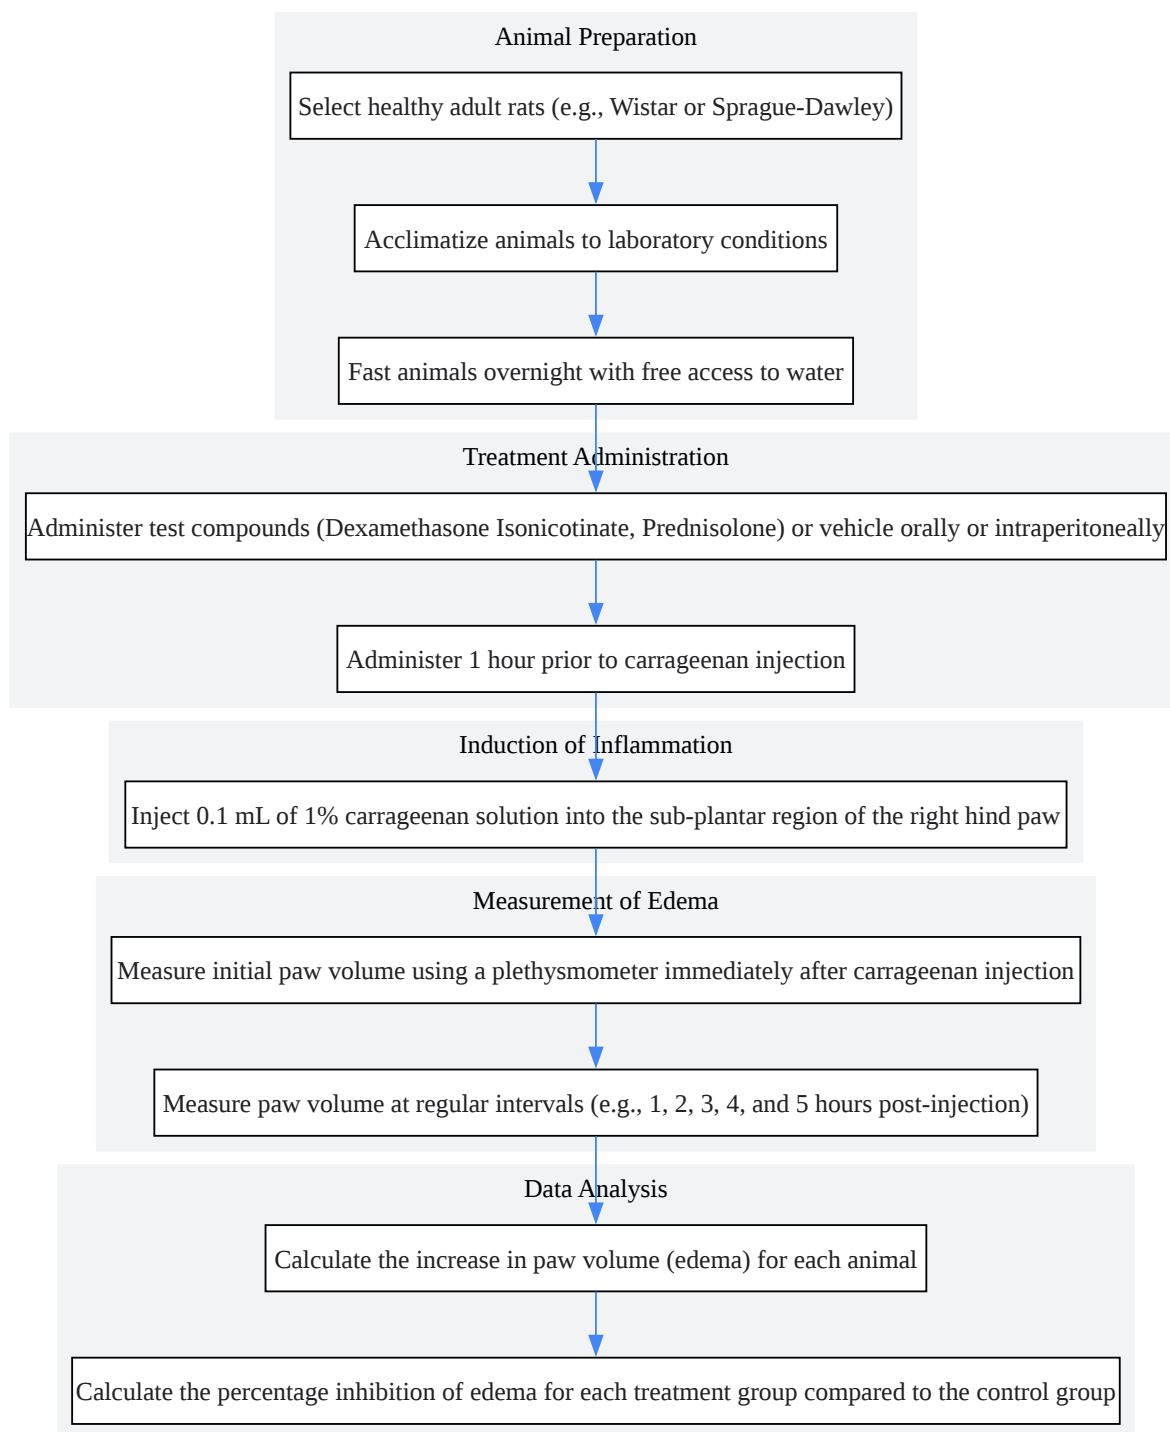 Animal Preparation
Select healthy adult rats (e.g., Wistar or Sprague-Dawley)
Acclimatize animals to laboratory conditions
Fast animals overnight with free access to water
Treatment Administration
Administer test compounds (Dexamethasone Isonicotinate, Prednisolone) or vehicle orally or intraperitoneally
Administer 1 hour prior to carrageenan injection
Induction of Inflammation
Inject 0.1 mL of 1% carrageenan solution into the sub-plantar region of the right hind paw
Measurement of Edema
Measure initial paw volume using a plethysmometer immediately after carrageenan injection
Measure paw volume at regular intervals (e.g., 1, 2, 3, 4, and 5 hours post-injection)
Data Analysis
Calculate the increase in paw volume (edema) for each animal
Calculate the percentage inhibition of edema for each treatment group compared to the control group